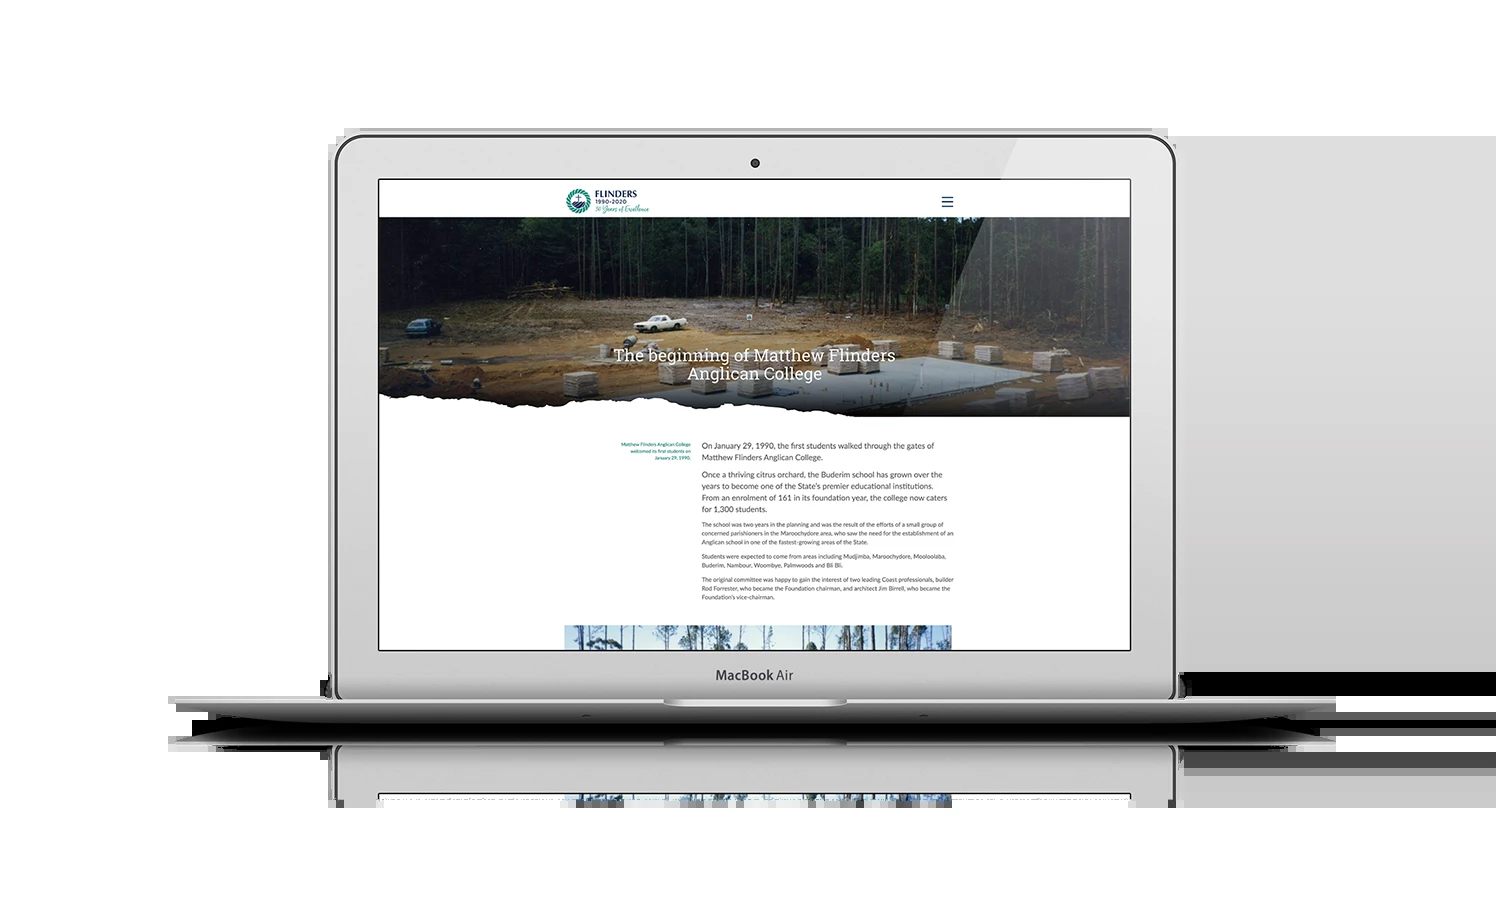 FLINDERS
1990-2020
30 Years of Excellence
The beginning of Matthew Flinders
Anglican College
Matthew Flinders Anglican College
welcomed its first students on
January 29, 1990.
On January 29, 1990, the first students walked through the gates of
Matthew Flinders Anglican College.
Once a thriving citrus orchard, the Buderim school has grown over the
years to become one of the State's premier educational institutions.
From an enrolment of 161 in its foundation year, the college now caters
for 1,300 students.
The school was two years in the planning and was the result of the efforts of a small group of
concerned parishioners in the Maroochydore area, who saw the need for the establishment of an
Anglican school in one of the fastest-growing areas of the State.
Students were expected to come from areas including Mudjimba, Maroochydore, Mooloolaba,
Buderim, Nambour, Woombye, Palmwoods and Bli Bli.
The original committee was happy to gain the interest of two leading Coast professionals, builder
Rod Forrester, who became the Foundation chairman, and architect Jim Birrell, who became the
Foundation's vice-chairman.
MacBook Air